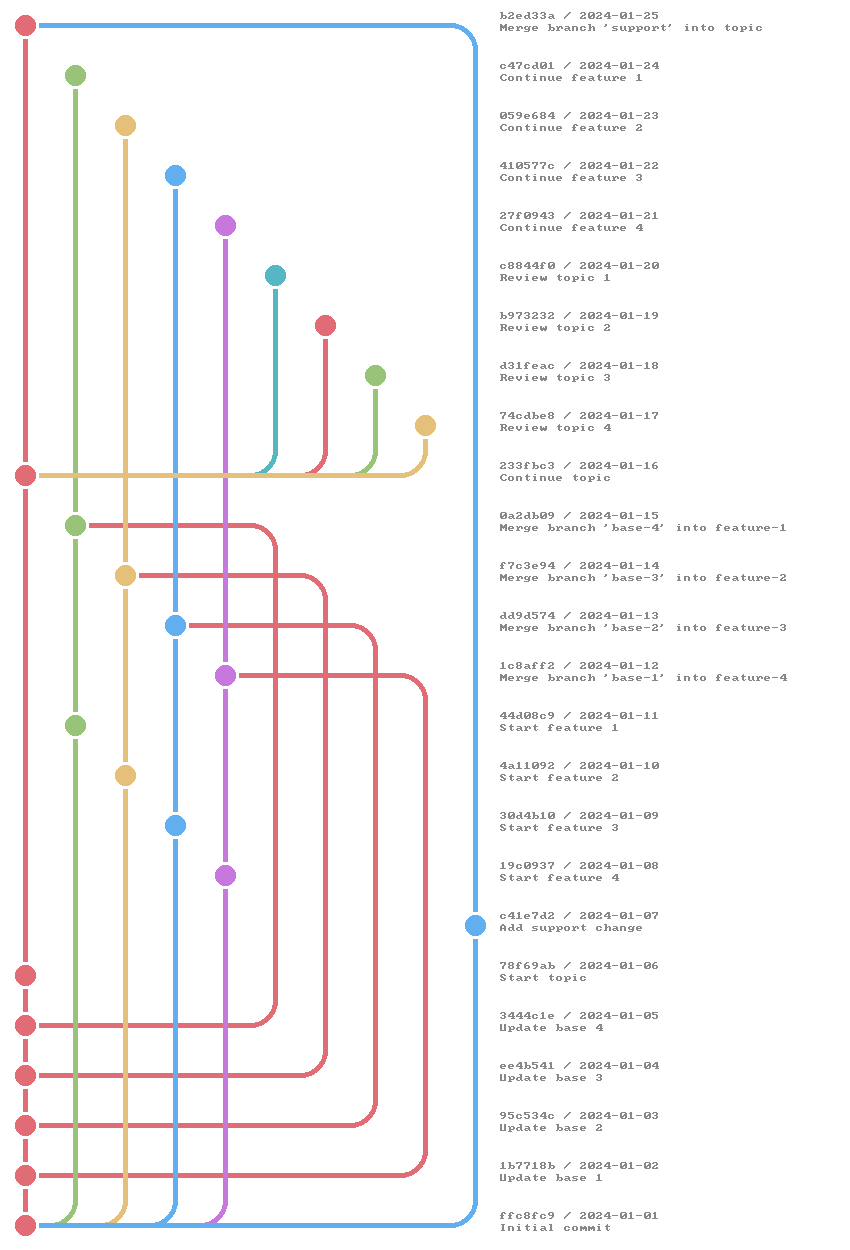 b2ed33a / 2024-01-25
Merge branch 'support' into topic
c47cd01 / 2024-01-24
Continue feature 1
059e684 / 2024-01-23
Continue feature 2
410577c / 2024-01-22
Continue feature 3
27f0943 / 2024-01-21
Continue feature 4
c8844f0 / 2024-01-20
Review topic 1
b973232 / 2024-01-19
Review topic 2
d31feac / 2024-01-18
Review topic 3
74cdbe8 / 2024-01-17
Review topic 4
233fbc3 / 2024-01-16
Continue topic
0a2db09 / 2024-01-15
Merge branch 'base-4' into feature-1
f7c3e94 / 2024-01-14
Merge branch 'base-3' into feature-2
dd9d574 / 2024-01-13
Merge branch 'base-2' into feature-3
1c8aff2 / 2024-01-12
Merge branch 'base-1' into feature-4
44d08c9 / 2024-01-11
Start feature 1
4a11092 / 2024-01-10
Start feature 2
30d4b10 / 2024-01-09
Start feature 3
19c0937 / 2024-01-08
Start feature 4
c41e7d2 / 2024-01-07
Add support change
78f69ab / 2024-01-06
Start topic
3444c1e / 2024-01-05
Update base 4
ee4b541 / 2024-01-04
Update base 3
95c534c / 2024-01-03
Update base 2
1b7718b / 2024-01-02
Update base 1
ffc8fc9 / 2024-01-01
Initial commit